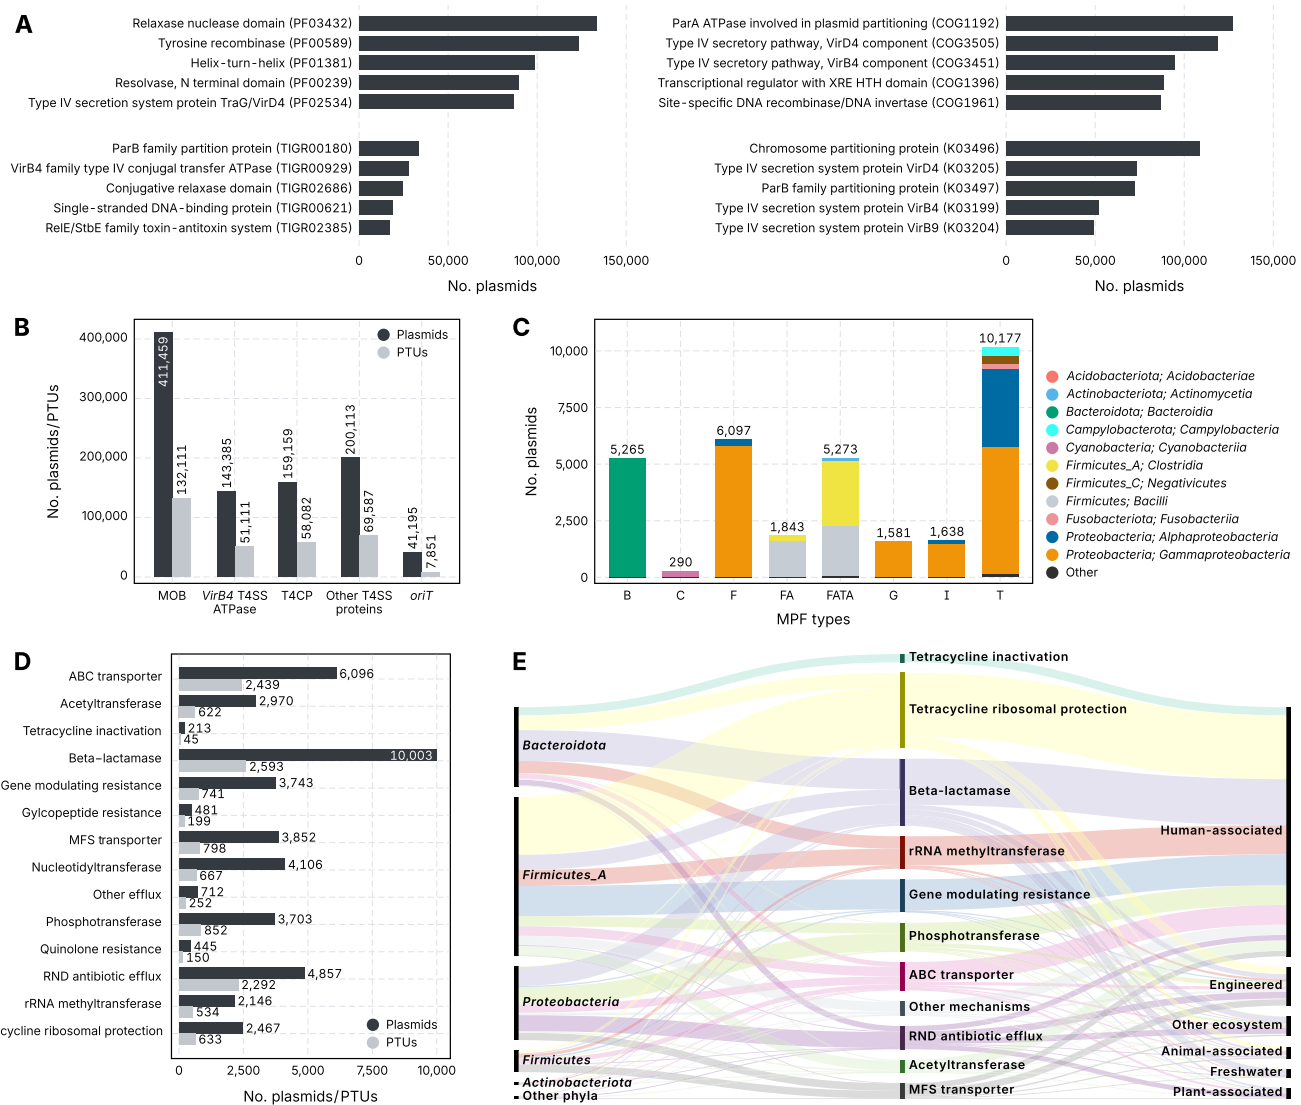 A
Relaxase nuclease domain (PF03432)
Tyrosine recombinase (PF00589)
Helix-turn-helix (PF01381)
Resolvase, N terminal domain (PF00239)
Type IV secretion system protein TraG/VirD4 (PF02534)
ParB family partition protein (TIGR00180)
VirB4 family type IV conjugal transfer ATPase (TIGR00929)
Conjugative relaxase domain (TIGR02686)
Single-stranded DNA-binding protein (TIGR00621)
RelE/StbE family toxin-antitoxin system (TIGR02385)
0 50,000 100,000 150,000
No. plasmids
ParA ATPase involved in plasmid partitioning (COG1192)
Type IV secretory pathway, VirD4 component (COG3505)
Type IV secretory pathway, VirB4 component (COG3451)
Transcriptional regulator with XRE HTH domain (COG1396)
Site-specific DNA recombinase/DNA invertase (COG1961)
Chromosome partitioning protein (K03496)
Type IV secretion system protein VirD4 (K03205)
ParB family partitioning protein (K03497)
Type IV secretion system protein VirB4 (K03199)
Type IV secretion system protein VirB9 (K03204)
0 50,000 100,000 150,000
No. plasmids
B
No. plasmids/PTUs
400,000
300,000
200,000
100,000
0
Plasmids
PTUs
411,459
132,111
143,385
51,111
159,159
58,082
200,113
69,587
41,195
7,851
MOB
VirB4 T4SS
ATPase
T4CP
Other T4SS
proteins
oriT
C
No. plasmids
10,000
7,500
5,000
2,500
0
5,265
290
6,097
1,843
5,273
1,581
1,638
10,177
B C F FA FATA G I T
MPF types
Acidobacteriota; Acidobacteriae
Actinobacteriota; Actinomycetia
Bacteroidota; Bacteroidia
Campylobacterota; Campylobacteria
Cyanobacteria; Cyanobacteriia
Firmicutes_A; Clostridia
Firmicutes_C; Negativicutes
Firmicutes; Bacilli
Fusobacteriota; Fusobacteriia
Proteobacteria; Alphaproteobacteria
Proteobacteria; Gammaproteobacteria
Other
D
ABC transporter 6,096
2,439
Acetyltransferase 2,970
622
Tetracycline inactivation 213
45
Beta-lactamase 10,003
2,593
Gene modulating resistance 3,743
741
Gylcopeptide resistance 481
199
MFS transporter 3,852
798
Nucleotidyltransferase 4,106
667
Other efflux 712
252
Phosphotransferase 3,703
852
Quinolone resistance 445
150
RND antibiotic efflux 4,857
2,292
rRNA methyltransferase 2,146
534
cycline ribosomal protection 2,467
633
Plasmids
PTUs
0 2,500 5,000 7,500 10,000
No. plasmids/PTUs
E
Bacteroidota
Firmicutes_A
Proteobacteria
Firmicutes
Actinobacteriota
Other phyla
Tetracycline inactivation
Tetracycline ribosomal protection
Beta-lactamase
rRNA methyltransferase
Gene modulating resistance
Phosphotransferase
ABC transporter
Other mechanisms
RND antibiotic efflux
Acetyltransferase
MFS transporter
Human-associated
Engineered
Other ecosystem
Animal-associated
Freshwater
Plant-associated